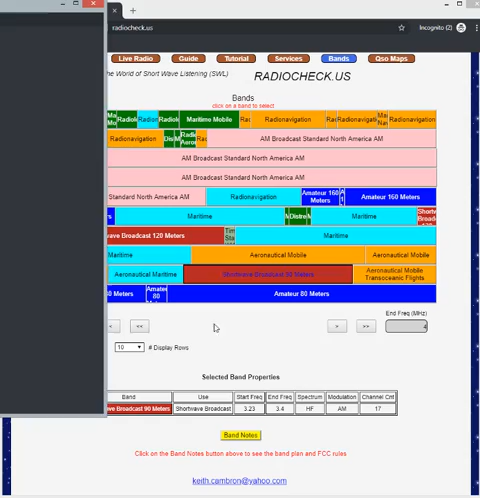 radiocheck.us
Incognito (2)
Live Radio Guide Tutorial Services Bands Qso Maps
the World of Short Wave Listening (SWL)
RADIOCHECK.US
Bands
click on a band to select
Maritime Mobile Radionavigation Radionavigation Radionavigation
Radionavigation AM Broadcast Standard North America AM
AM Broadcast Standard North America AM
AM Broadcast Standard North America AM
Standard North America AM Radionavigation Amateur 160 Meters Amateur 160 Meters
Maritime Maritime
wave Broadcast 120 Meters Maritime
Maritime Aeronautical Mobile Aeronautical Mobile
Aeronautical Maritime Shortwave Broadcast 90 Meters Aeronautical Mobile Transoceanic Flights
80 Meters Amateur 80 Amateur 80 Meters
End Freq (MHz)
< << > >> 4
10 # Display Rows
Selected Band Properties
Band Use Start Freq End Freq Spectrum Modulation Channel Cnt
wave Broadcast 90 Meters Shortwave Broadcast 3.23 3.4 HF AM 17
Band Notes
Click on the Band Notes button above to see the band plan and FCC rules
keith.cambron@yahoo.com